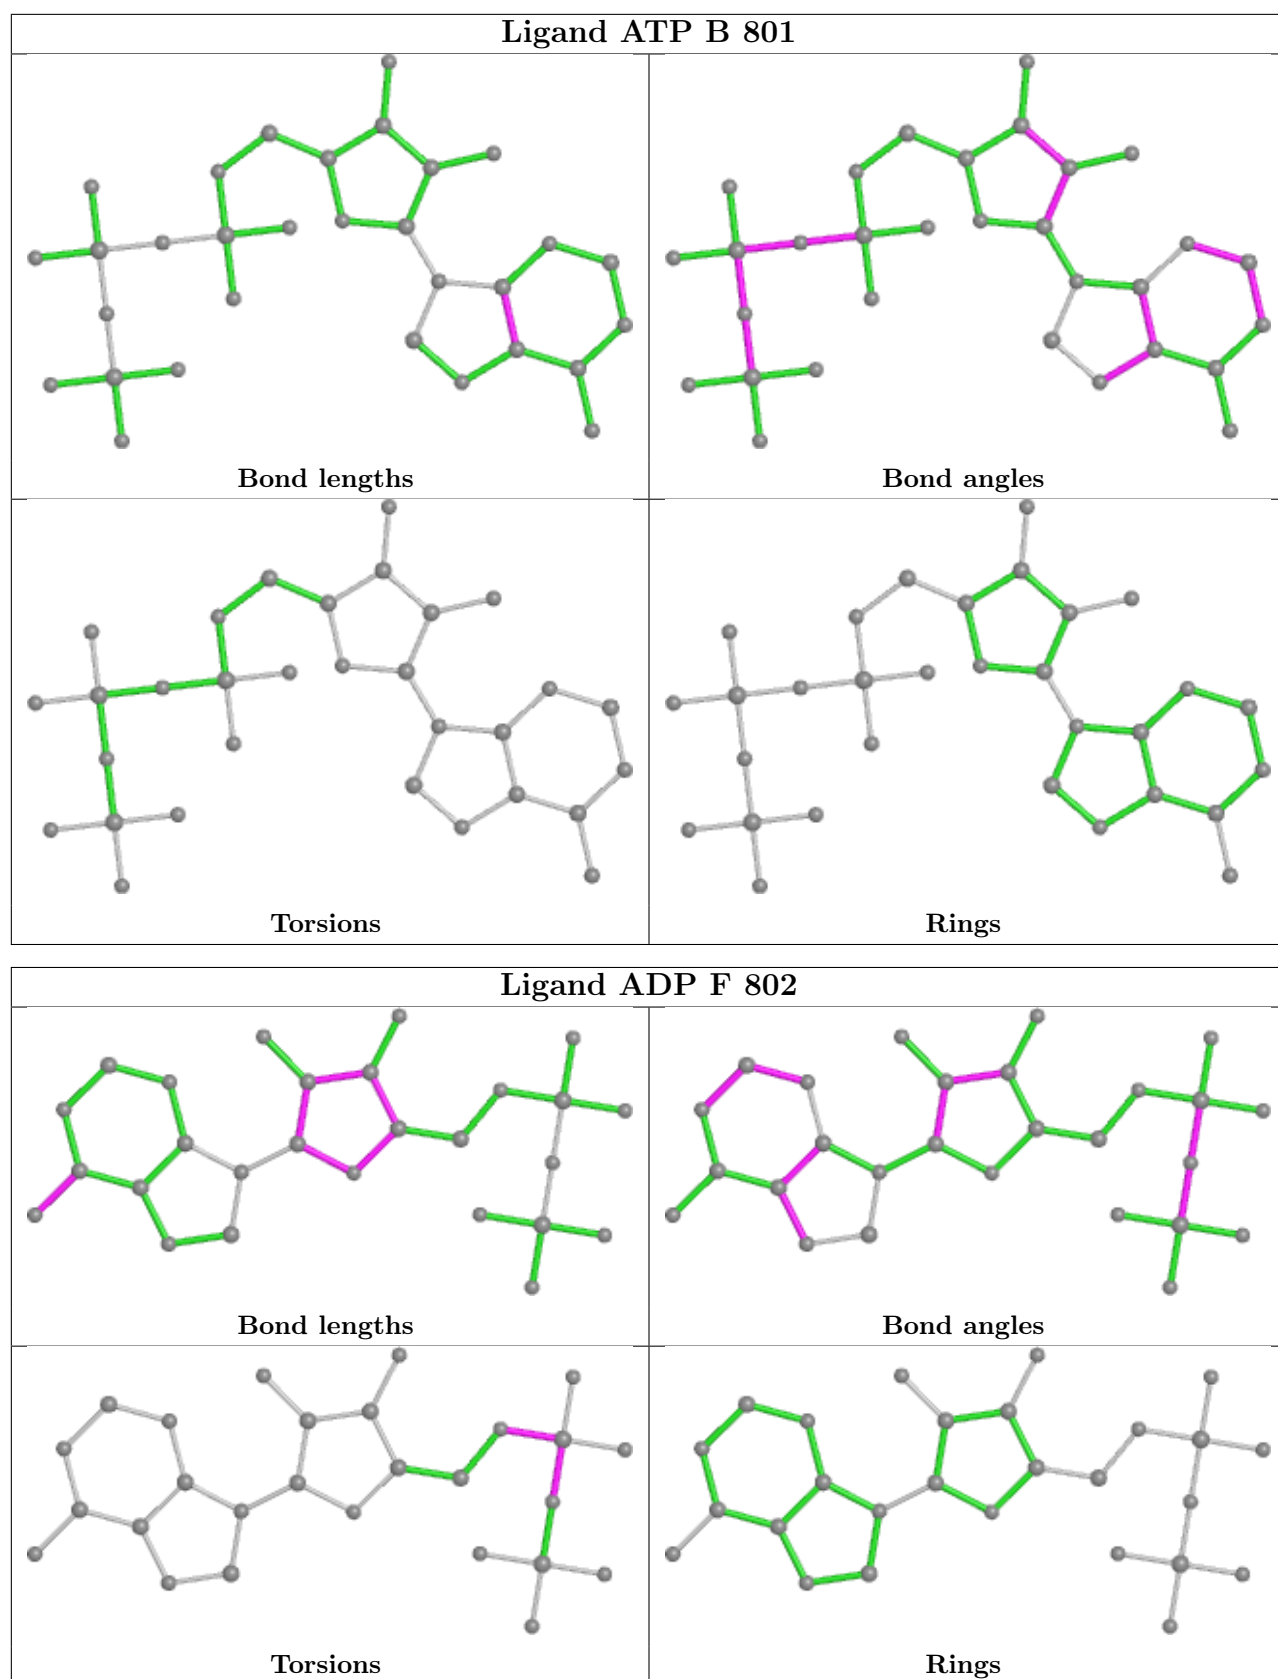 Ligand ATP B 801
Bond lengths
Bond angles
Torsions
Rings
Ligand ADP F 802
Bond lengths
Bond angles
Torsions
Rings